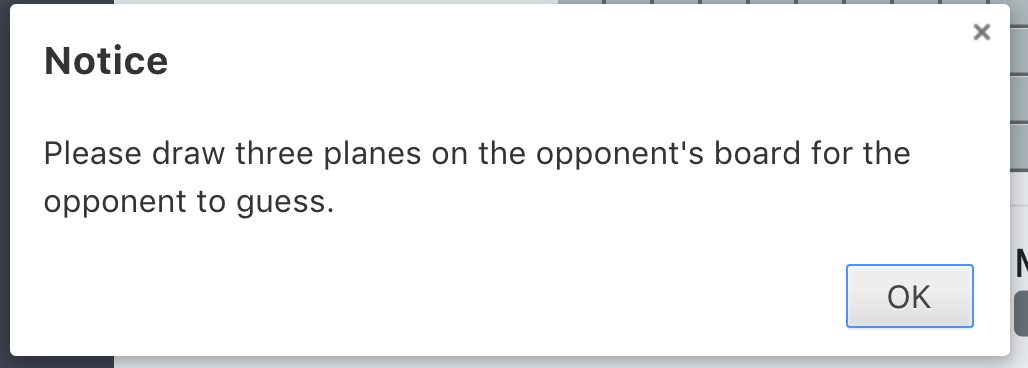 Notice
Please draw three planes on the opponent's board for the
opponent to guess.
OK